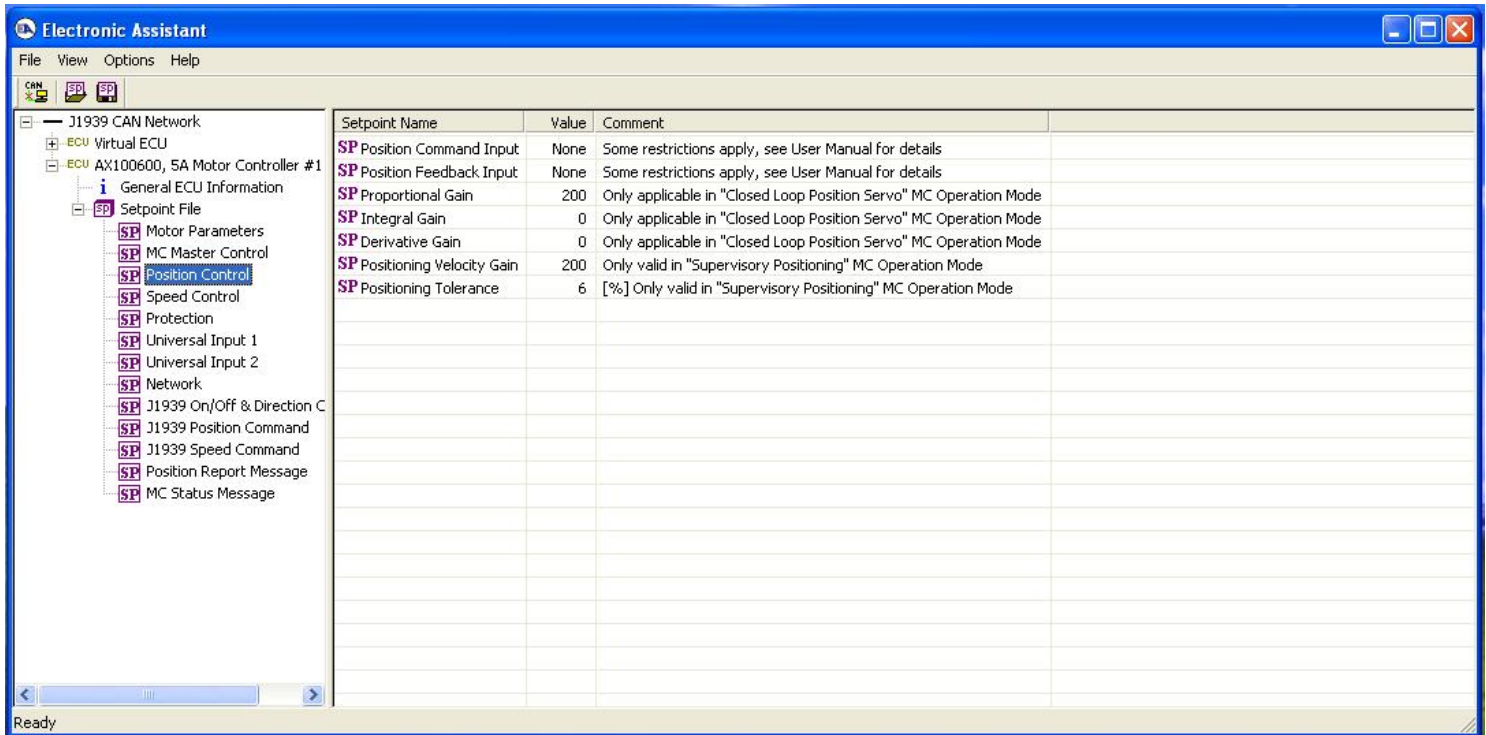 Electronic Assistant
File View Options Help
CAN SP SP
J1939 CAN Network
ECU Virtual ECU
ECU AX100600, 5A Motor Controller #1
i General ECU Information
SP Setpoint File
SP Motor Parameters
SP MC Master Control
SP Position Control
SP Speed Control
SP Protection
SP Universal Input 1
SP Universal Input 2
SP Network
SP J1939 On/Off & Direction C
SP J1939 Position Command
SP J1939 Speed Command
SP Position Report Message
SP MC Status Message
Setpoint Name Value Comment
SP Position Command Input None Some restrictions apply, see User Manual for details
SP Position Feedback Input None Some restrictions apply, see User Manual for details
SP Proportional Gain 200 Only applicable in "Closed Loop Position Servo" MC Operation Mode
SP Integral Gain 0 Only applicable in "Closed Loop Position Servo" MC Operation Mode
SP Derivative Gain 0 Only applicable in "Closed Loop Position Servo" MC Operation Mode
SP Positioning Velocity Gain 200 Only valid in "Supervisory Positioning" MC Operation Mode
SP Positioning Tolerance 6 [%] Only valid in "Supervisory Positioning" MC Operation Mode
Ready